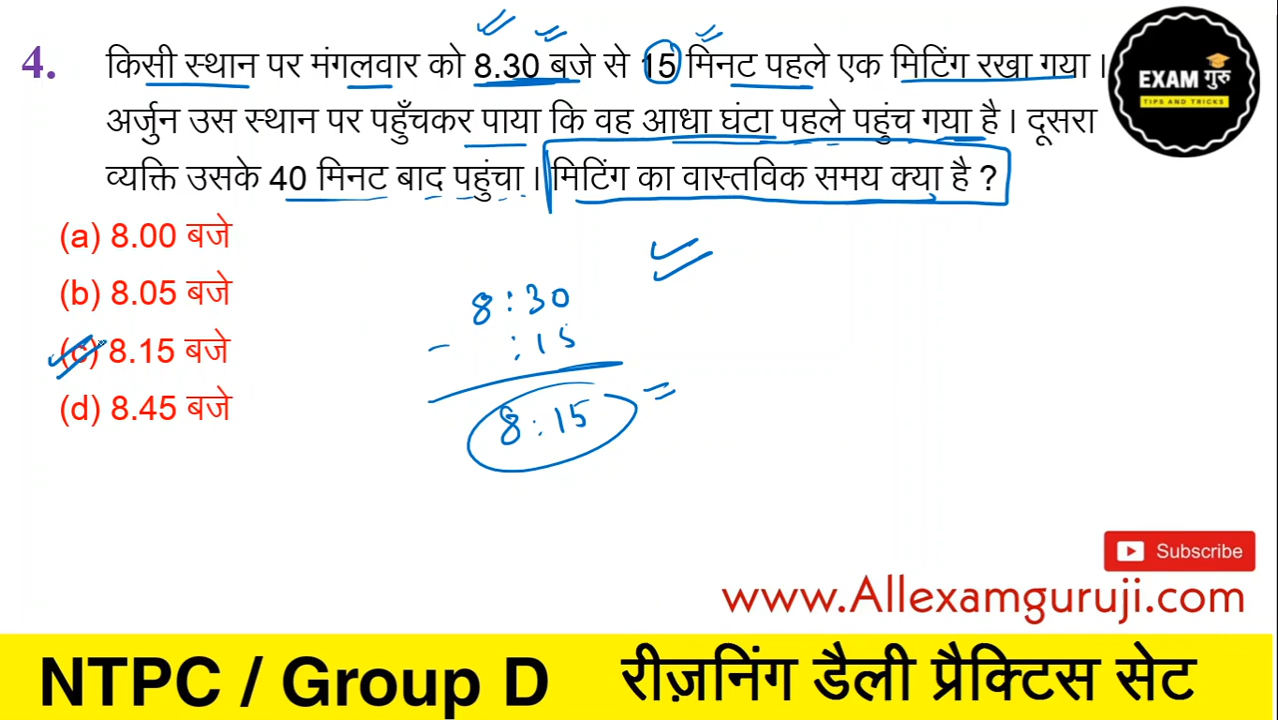 4. किसी स्थान पर मंगलवार को 8.30 बजे से 15 मिनट पहले एक मिटिंग रखा गया।
अर्जुन उस स्थान पर पहुँचकर पाया कि वह आधा घंटा पहले पहुंच गया है। दूसरा
व्यक्ति उसके 40 मिनट बाद पहुंचा। मिटिंग का वास्तविक समय क्या है ?
EXAM गुरु
TIPS AND TRICKS
(a) 8.00 बजे
(b) 8.05 बजे
(c) 8.15 बजे
(d) 8.45 बजे
8:30
- :15
8:15 =
Subscribe
www.Allexamguruji.com
NTPC / Group D रीज़निंग डैली प्रैक्टिस सेट